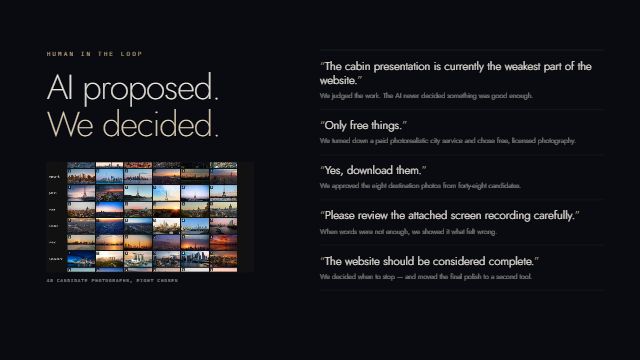 HUMAN IN THE LOOP
AI proposed.
We decided.
48 CANDIDATE PHOTOGRAPHS, EIGHT CHOSEN
"The cabin presentation is currently the weakest part of the
website."
We judged the work. The AI never decided something was good enough.
"Only free things."
We turned down a paid photorealistic city service and chose free, licensed photography.
"Yes, download them."
We approved the eight destination photos from forty-eight candidates.
"Please review the attached screen recording carefully."
When words were not enough, we showed it what felt wrong.
"The website should be considered complete."
We decided when to stop — and moved the final polish to a second tool.